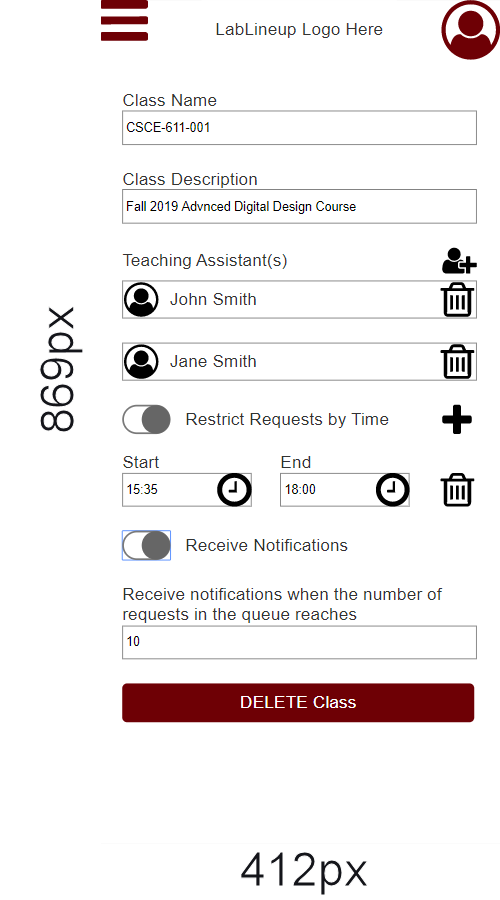 LabLineup Logo Here
Class Name
CSCE-611-001
Class Description
Fall 2019 Advnced Digital Design Course
Teaching Assistant(s)
John Smith
Jane Smith
Restrict Requests by Time
Start End
15:35 18:00
Receive Notifications
Receive notifications when the number of
requests in the queue reaches
10
DELETE Class
869px
412px